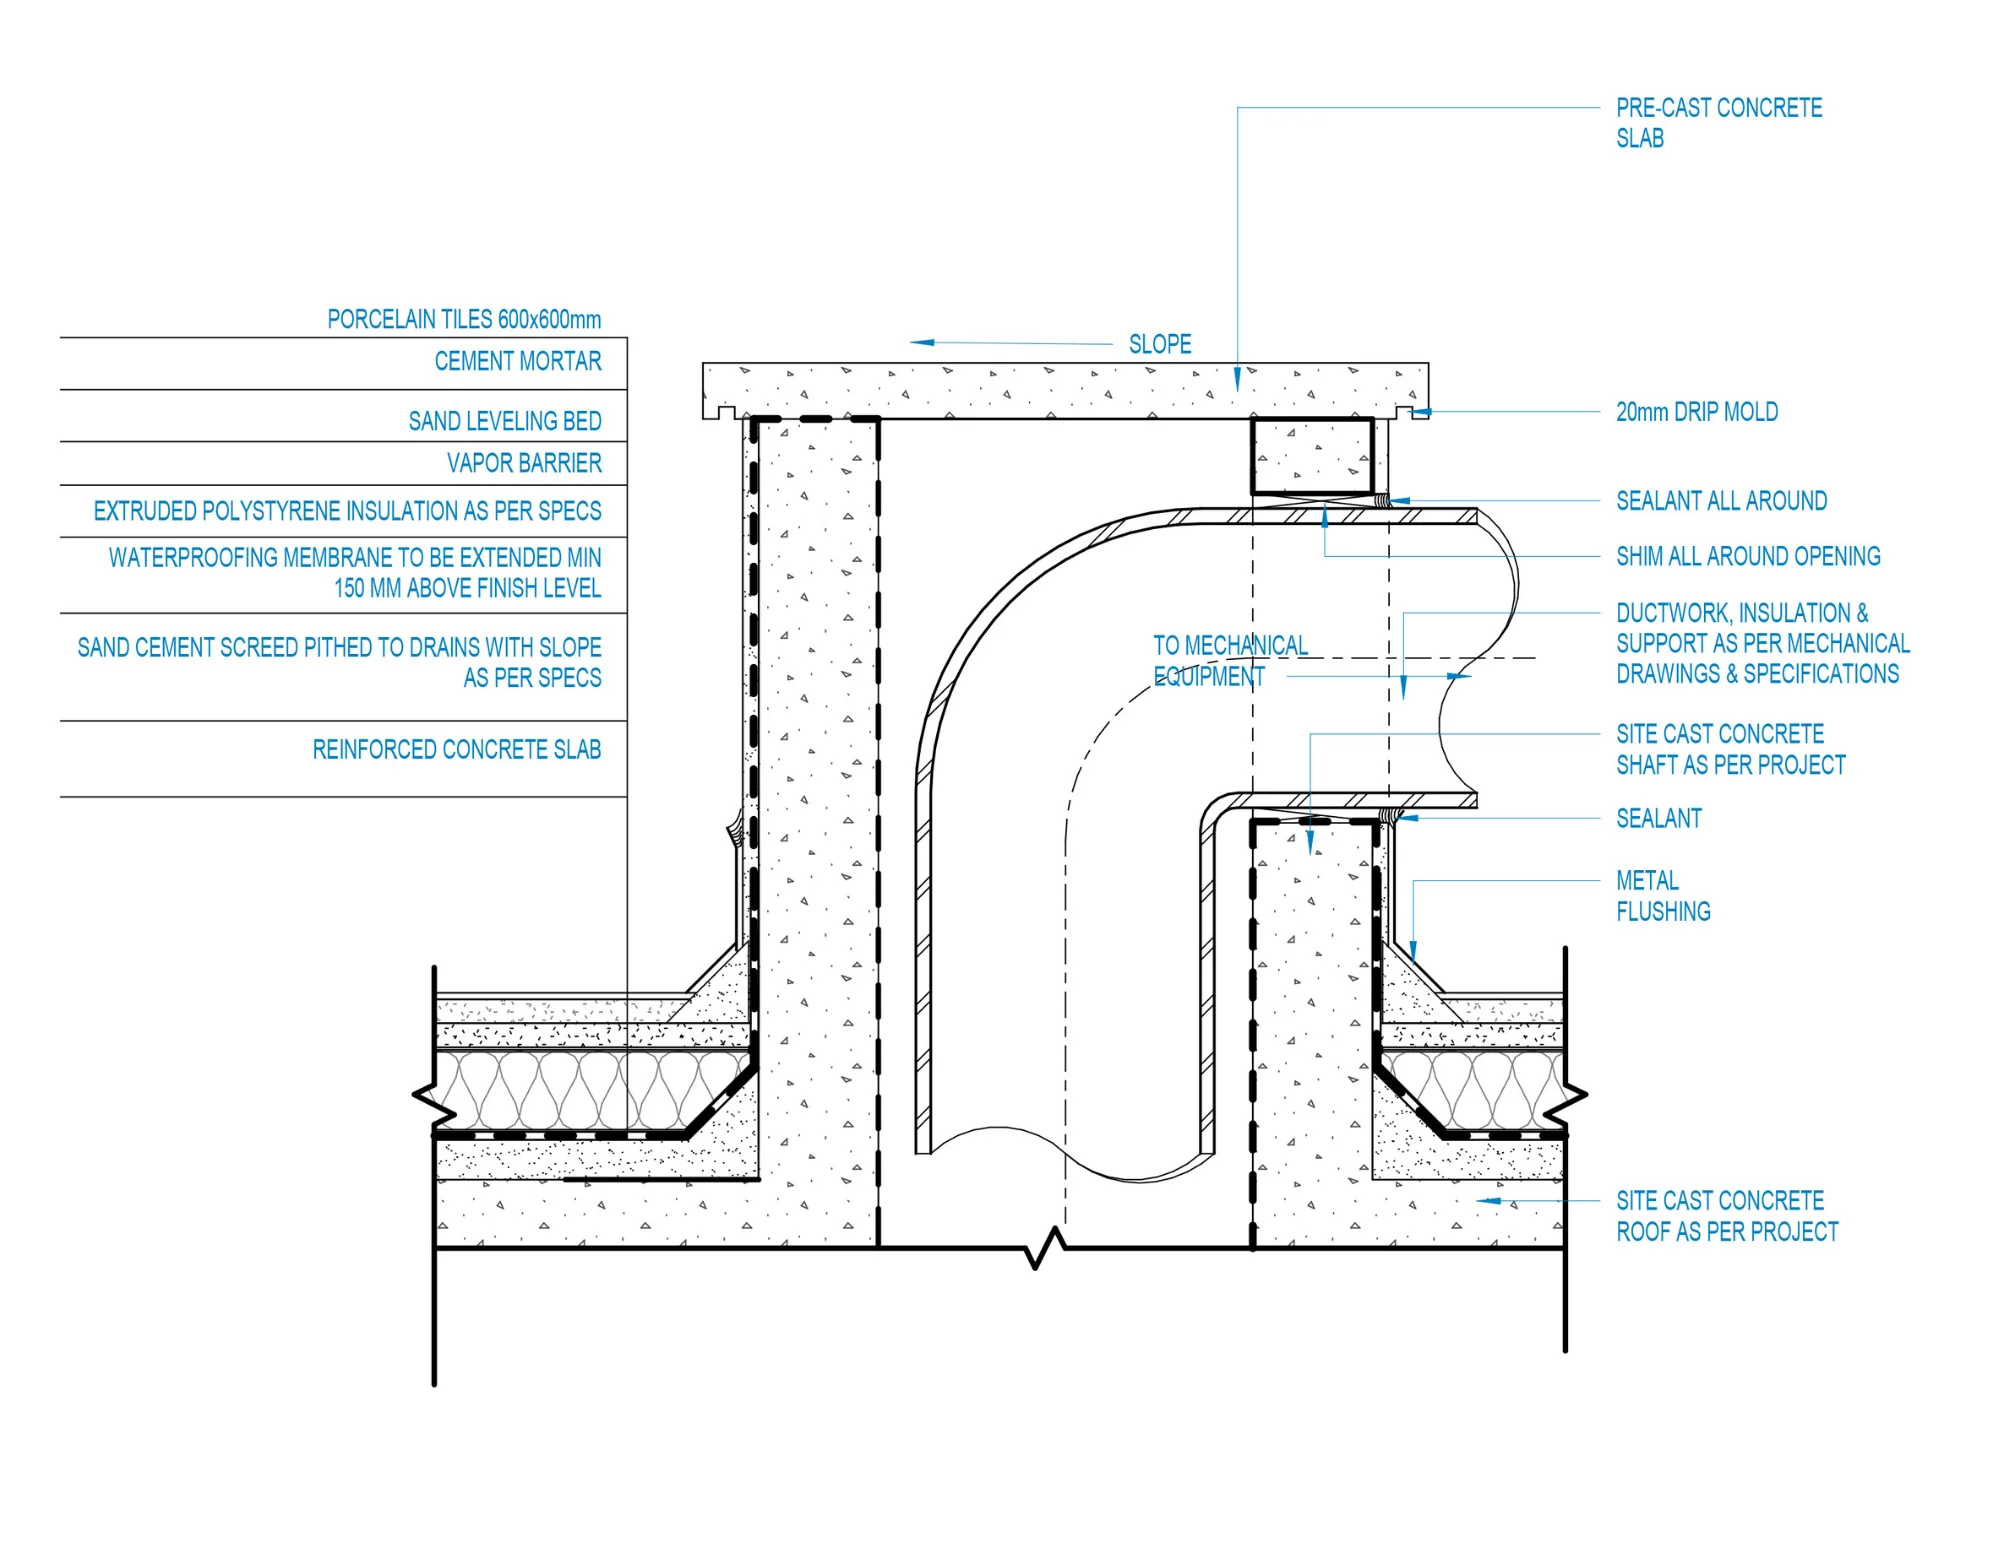 PRE-CAST CONCRETE
SLAB
PORCELAIN TILES 600x600mm
CEMENT MORTAR
SAND LEVELING BED
VAPOR BARRIER
EXTRUDED POLYSTYRENE INSULATION AS PER SPECS
WATERPROOFING MEMBRANE TO BE EXTENDED MIN
150 MM ABOVE FINISH LEVEL
SAND CEMENT SCREED PITHED TO DRAINS WITH SLOPE
AS PER SPECS
REINFORCED CONCRETE SLAB
SLOPE
TO MECHANICAL
EQUIPMENT
20mm DRIP MOLD
SEALANT ALL AROUND
SHIM ALL AROUND OPENING
DUCTWORK, INSULATION &
SUPPORT AS PER MECHANICAL
DRAWINGS & SPECIFICATIONS
SITE CAST CONCRETE
SHAFT AS PER PROJECT
SEALANT
METAL
FLUSHING
SITE CAST CONCRETE
ROOF AS PER PROJECT